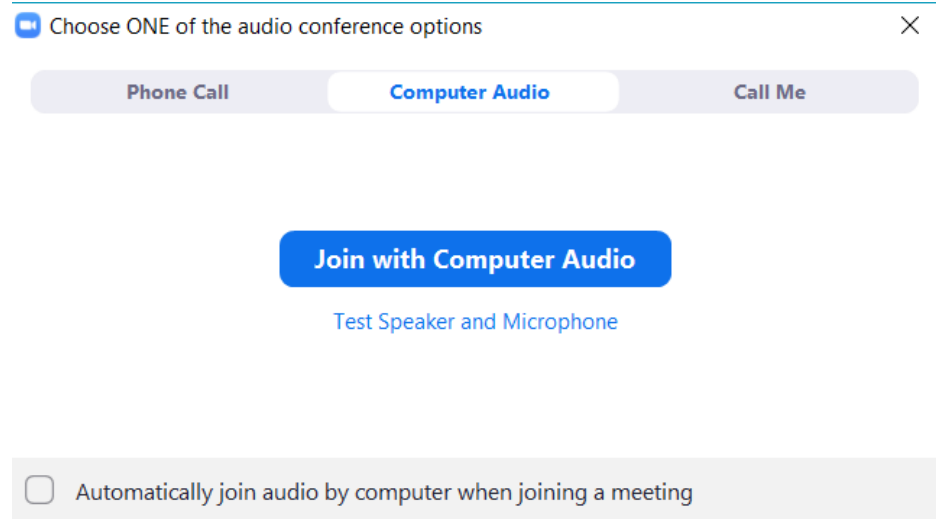 Choose ONE of the audio conference options
Phone Call Computer Audio Call Me
Join with Computer Audio
Test Speaker and Microphone
Automatically join audio by computer when joining a meeting